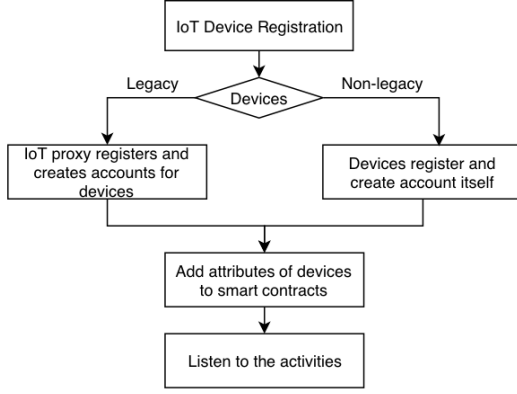 IoT Device Registration
Legacy
Non-legacy
Devices
IoT proxy registers and
creates accounts for
devices
Devices register and
create account itself
Add attributes of devices
to smart contracts
Listen to the activities